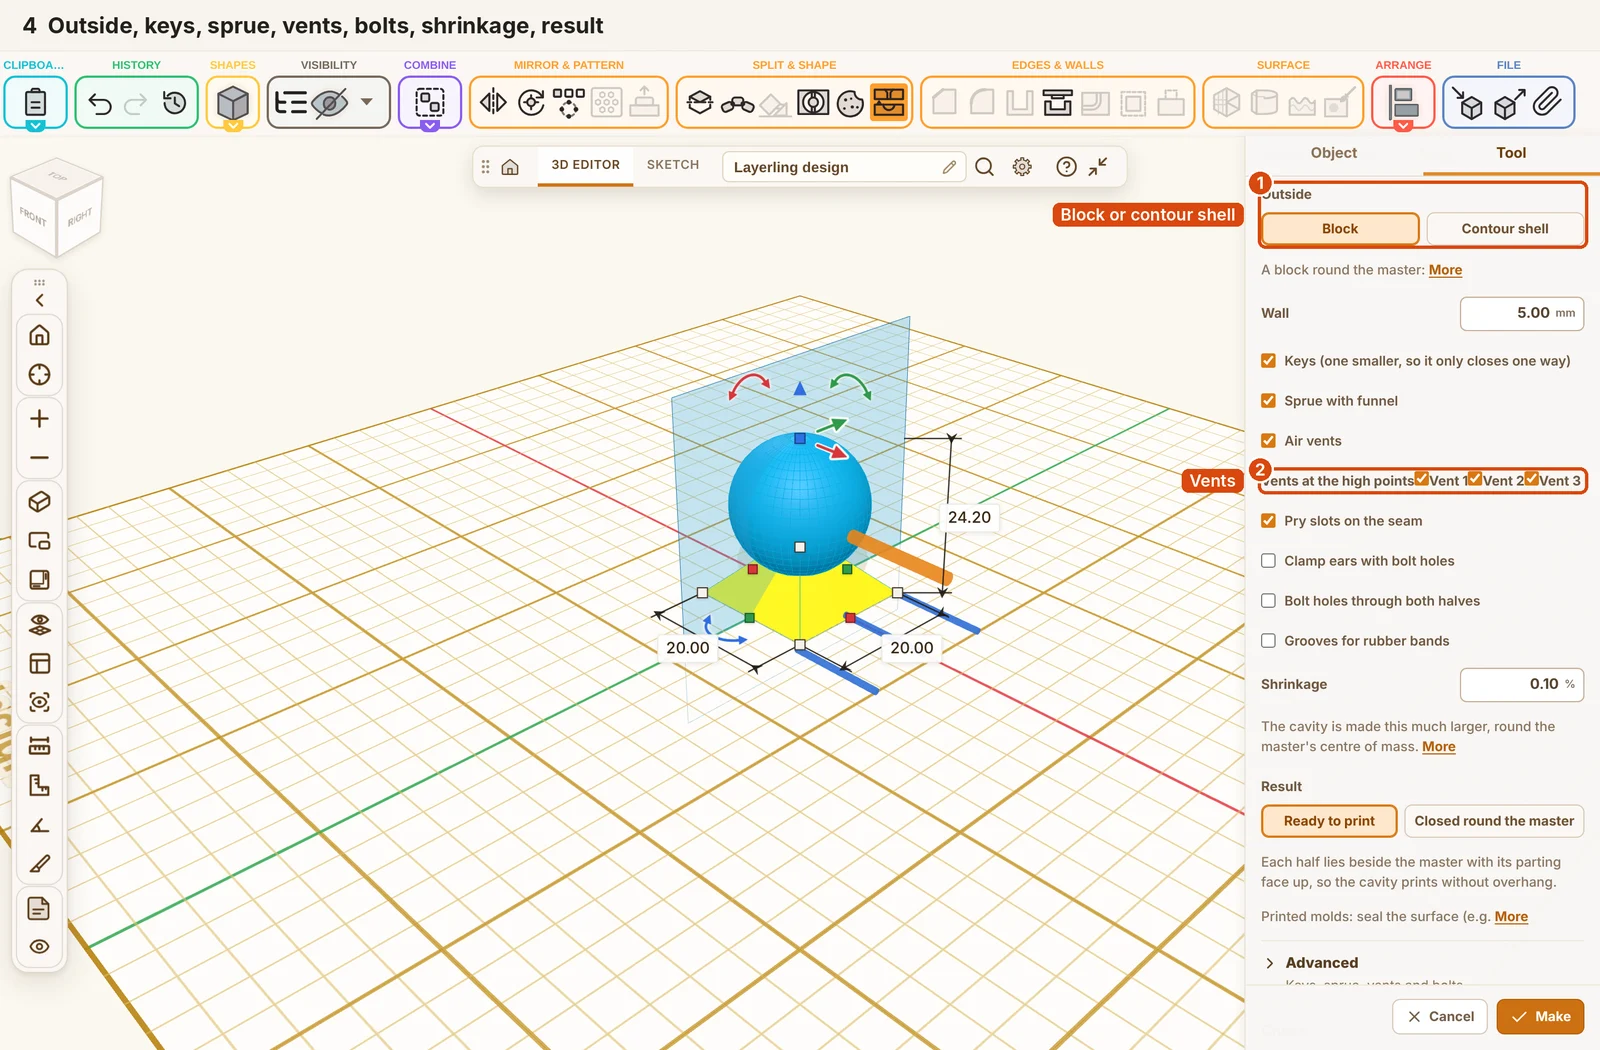 4 Outside, keys, sprue, vents, bolts, shrinkage, result
CLIPBOA... HISTORY SHAPES VISIBILITY COMBINE MIRROR & PATTERN SPLIT & SHAPE EDGES & WALLS SURFACE ARRANGE FILE
3D EDITOR SKETCH Layerling design
Object Tool
TOP
FRONT RIGHT
1
Outside
Block or contour shell
Block Contour shell
A block round the master: More
Wall 5.00 mm
Keys (one smaller, so it only closes one way)
Sprue with funnel
Air vents
2
Vents
Vents at the high points Vent 1 Vent 2 Vent 3
Pry slots on the seam
Clamp ears with bolt holes
Bolt holes through both halves
Grooves for rubber bands
24.20
20.00 20.00
Shrinkage 0.10 %
The cavity is made this much larger, round the
master's centre of mass. More
Result
Ready to print Closed round the master
Each half lies beside the master with its parting
face up, so the cavity prints without overhang.
Printed molds: seal the surface (e.g. More
Advanced
Keys, sprue, vents and bolts
Cancel Make